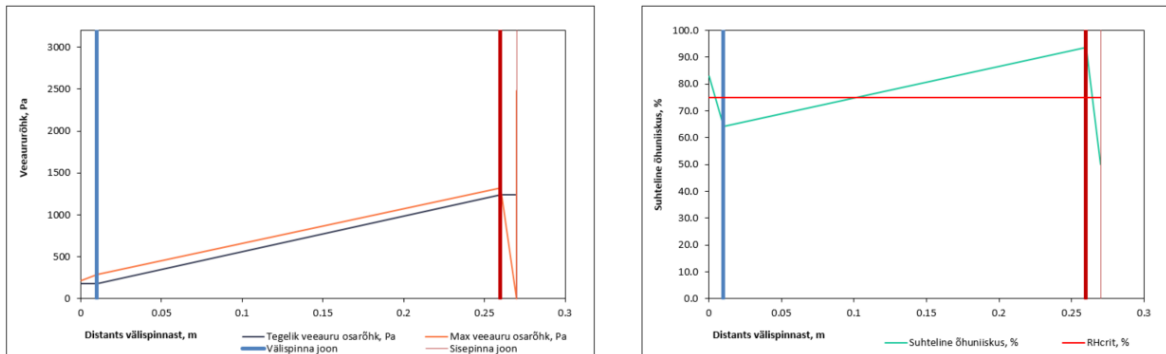 3000
2500
2000
1500
1000
500
0
Veeaururõhk, Pa
0 0.05 0.1 0.15 0.2 0.25 0.3
Distants välispinnast, m
Tegelik veeauru osarõhk, Pa
Max veeauru osarõhk, Pa
Välispinna joon
Sisepinna joon
100.0
90.0
80.0
70.0
60.0
50.0
40.0
30.0
20.0
10.0
0.0
Suhteline õhuniiskus, %
0 0.05 0.1 0.15 0.2 0.25 0.3
Distants välispinnast, m
Suhteline õhuniiskus, %
RHcrit, %